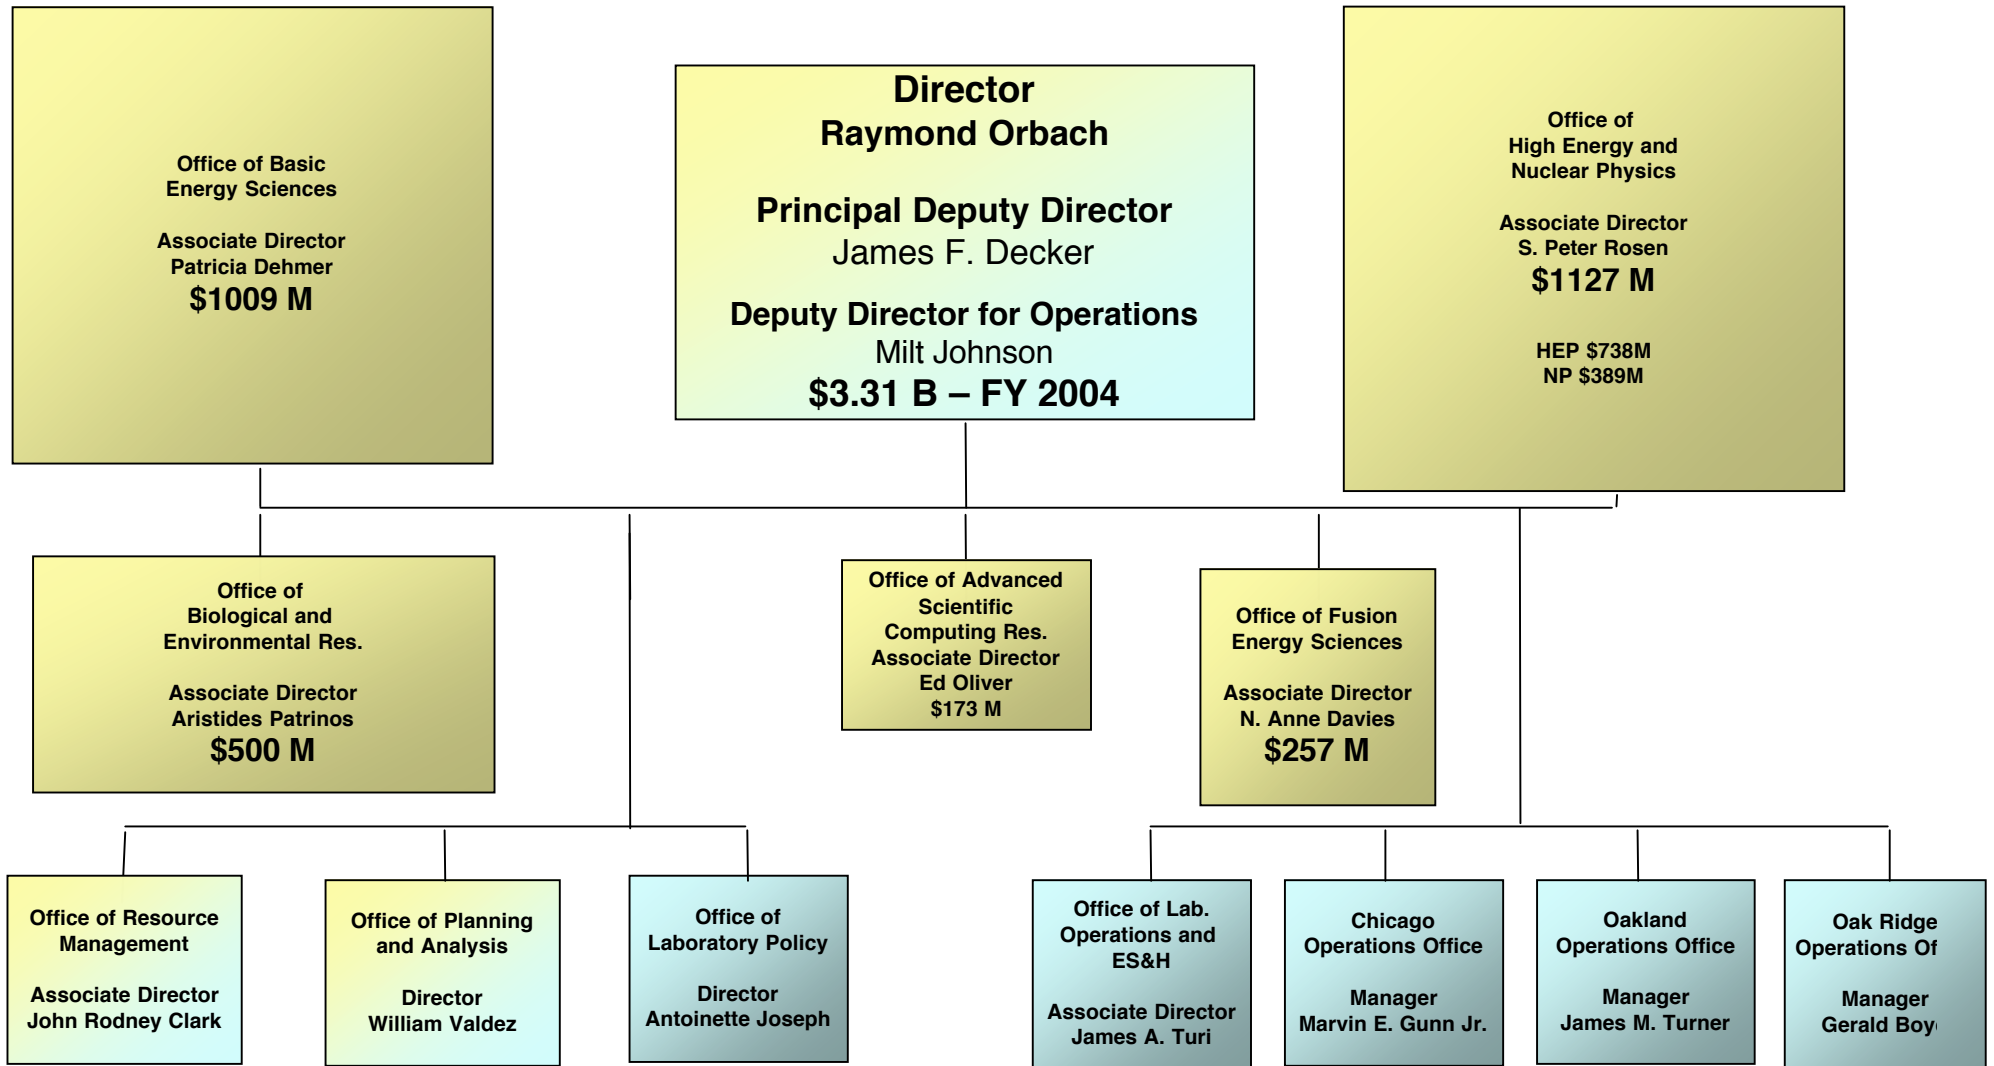 Office of Basic
Energy Sciences
Associate Director
Patricia Dehmer
$1009 M
Director
Raymond Orbach
Principal Deputy Director
James F. Decker
Deputy Director for Operations
Milt Johnson
$3.31 B – FY 2004
Office of
High Energy and
Nuclear Physics
Associate Director
S. Peter Rosen
$1127 M
HEP $738M
NP $389M
Office of
Biological and
Environmental Res.
Associate Director
Aristides Patrinos
$500 M
Office of Advanced
Scientific
Computing Res.
Associate Director
Ed Oliver
$173 M
Office of Fusion
Energy Sciences
Associate Director
N. Anne Davies
$257 M
Office of Resource
Management
Associate Director
John Rodney Clark
Office of Planning
and Analysis
Director
William Valdez
Office of
Laboratory Policy
Director
Antoinette Joseph
Office of Lab.
Operations and
ES&H
Associate Director
James A. Turi
Chicago
Operations Office
Manager
Marvin E. Gunn Jr.
Oakland
Operations Office
Manager
James M. Turner
Oak Ridge
Operations
Manager
Gerald